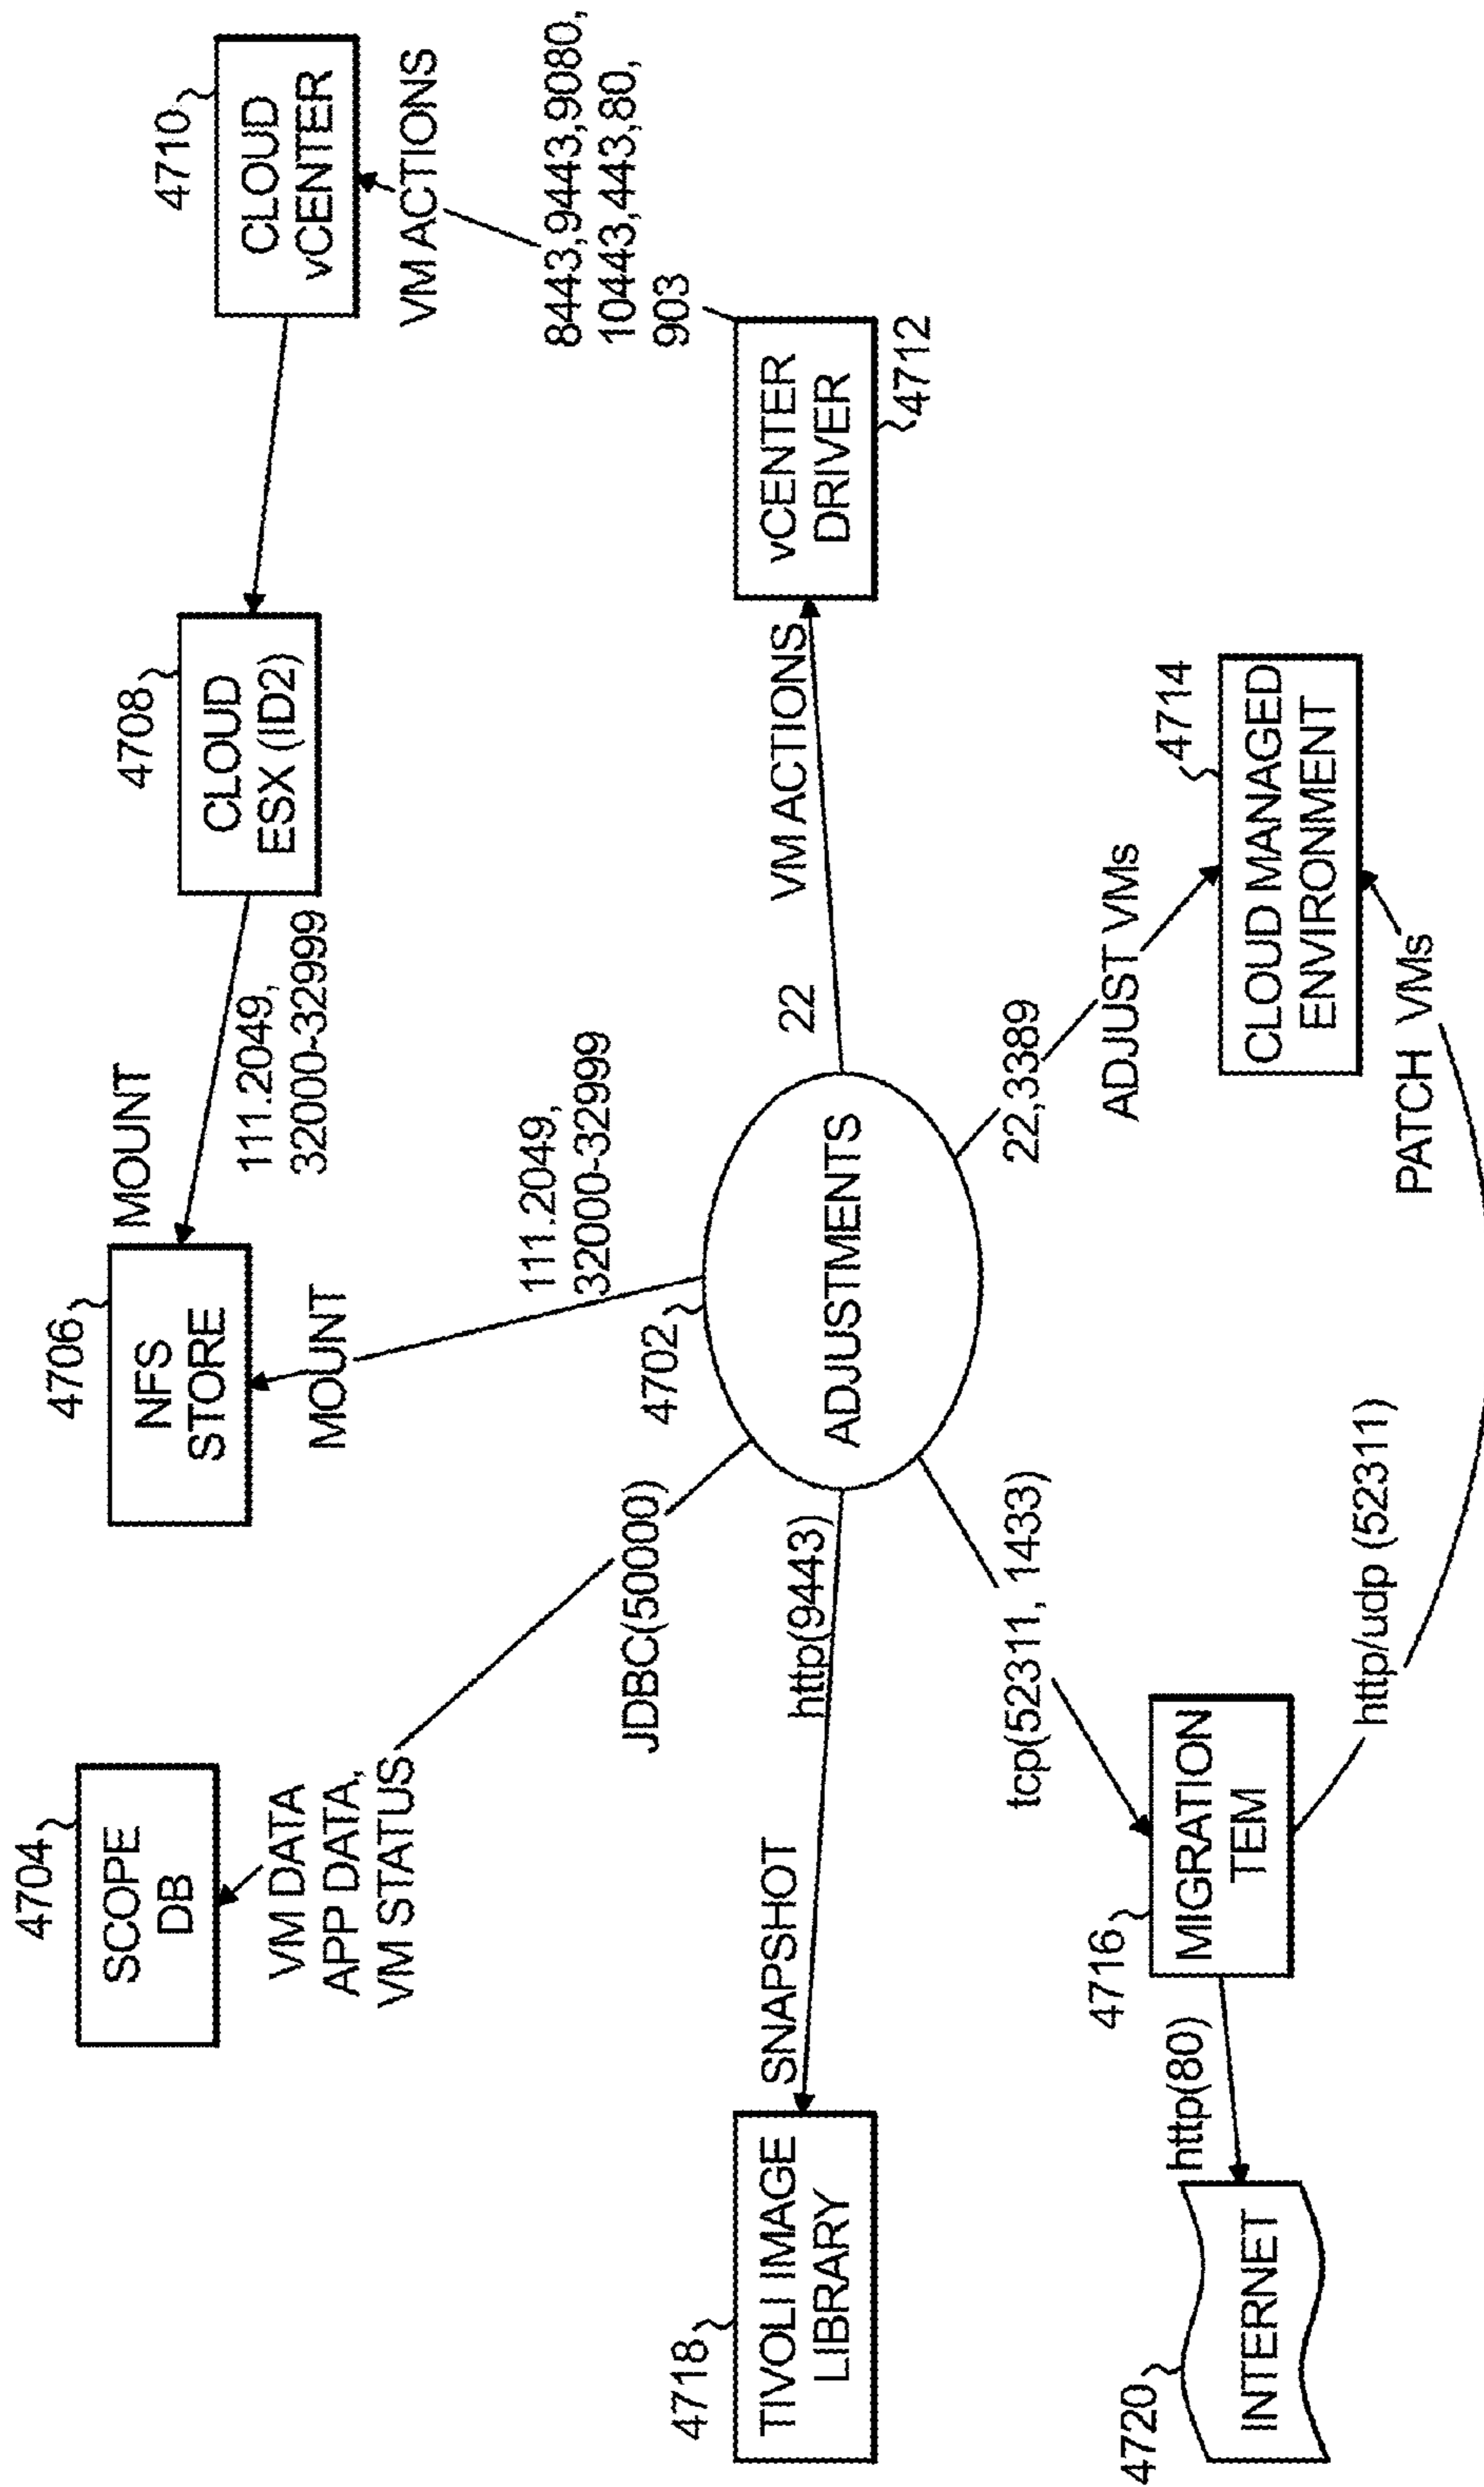 4704
SCOPE
DB
VM DATA
APP DATA,
VM STATUS
JDBC(50000)
4706
NFS
STORE
MOUNT
111.2049,
32000-32999
MOUNT
111.2049,
32000-32999
4708
CLOUD
ESX (ID2)
4710
CLOUD
vCENTER
VM ACTIONS
8443,9443,9080,
10443,443,80,
903
4718
TIVOLI IMAGE
LIBRARY
SNAPSHOT
http(9443)
4702
ADJUSTMENTS
22
VM ACTIONS
vCENTER
DRIVER
4712
4720
INTERNET
http(80)
4716
MIGRATION
TEM
tcp(52311, 1433)
http/udp (52311)
22,3389
ADJUST VMs
4714
CLOUD MANAGED
ENVIRONMENT
PATCH VMs